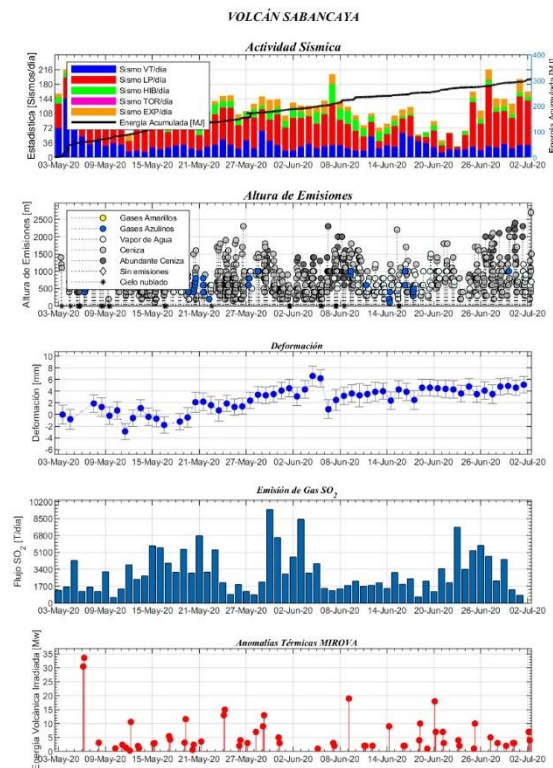 VOLCÁN SABANCAYA
Actividad Sísmica
Estadística [Sismos/día]
216
180
144
108
72
36
0
Sismo VT/día
Sismo LP/día
Sismo HIB/día
Sismo TOR/día
Sismo EXP/día
Energía Acumulada [MJ]
400
300
200
100
0
Energía Acumulada [MJ]
03-May-20 09-May-20 15-May-20 21-May-20 27-May-20 02-Jun-20 08-Jun-20 14-Jun-20 20-Jun-20 26-Jun-20 02-Jul-20
Altura de Emisiones
Altura de Emisiones [m]
2500
2000
1500
1000
500
0
Gases Amarillos
Gases Azulinos
Vapor de Agua
Ceniza
Abundante Ceniza
Sin emisiones
Cielo nublado
03-May-20 09-May-20 15-May-20 21-May-20 27-May-20 02-Jun-20 08-Jun-20 14-Jun-20 20-Jun-20 26-Jun-20 02-Jul-20
Deformación
Deformación [mm]
10
8
6
4
2
0
-2
-4
-6
03-May-20 09-May-20 15-May-20 21-May-20 27-May-20 02-Jun-20 08-Jun-20 14-Jun-20 20-Jun-20 26-Jun-20 02-Jul-20
Emisión de Gas SO2
Flujo SO2 [T/día]
10200
8500
6800
5100
3400
1700
0
03-May-20 09-May-20 15-May-20 21-May-20 27-May-20 02-Jun-20 08-Jun-20 14-Jun-20 20-Jun-20 26-Jun-20 02-Jul-20
Anomalías Térmicas MIROVA
Energía Volcánica Irradiada [Mw]
35
30
25
20
15
10
5
0
03-May-20 09-May-20 15-May-20 21-May-20 27-May-20 02-Jun-20 08-Jun-20 14-Jun-20 20-Jun-20 26-Jun-20 02-Jul-20